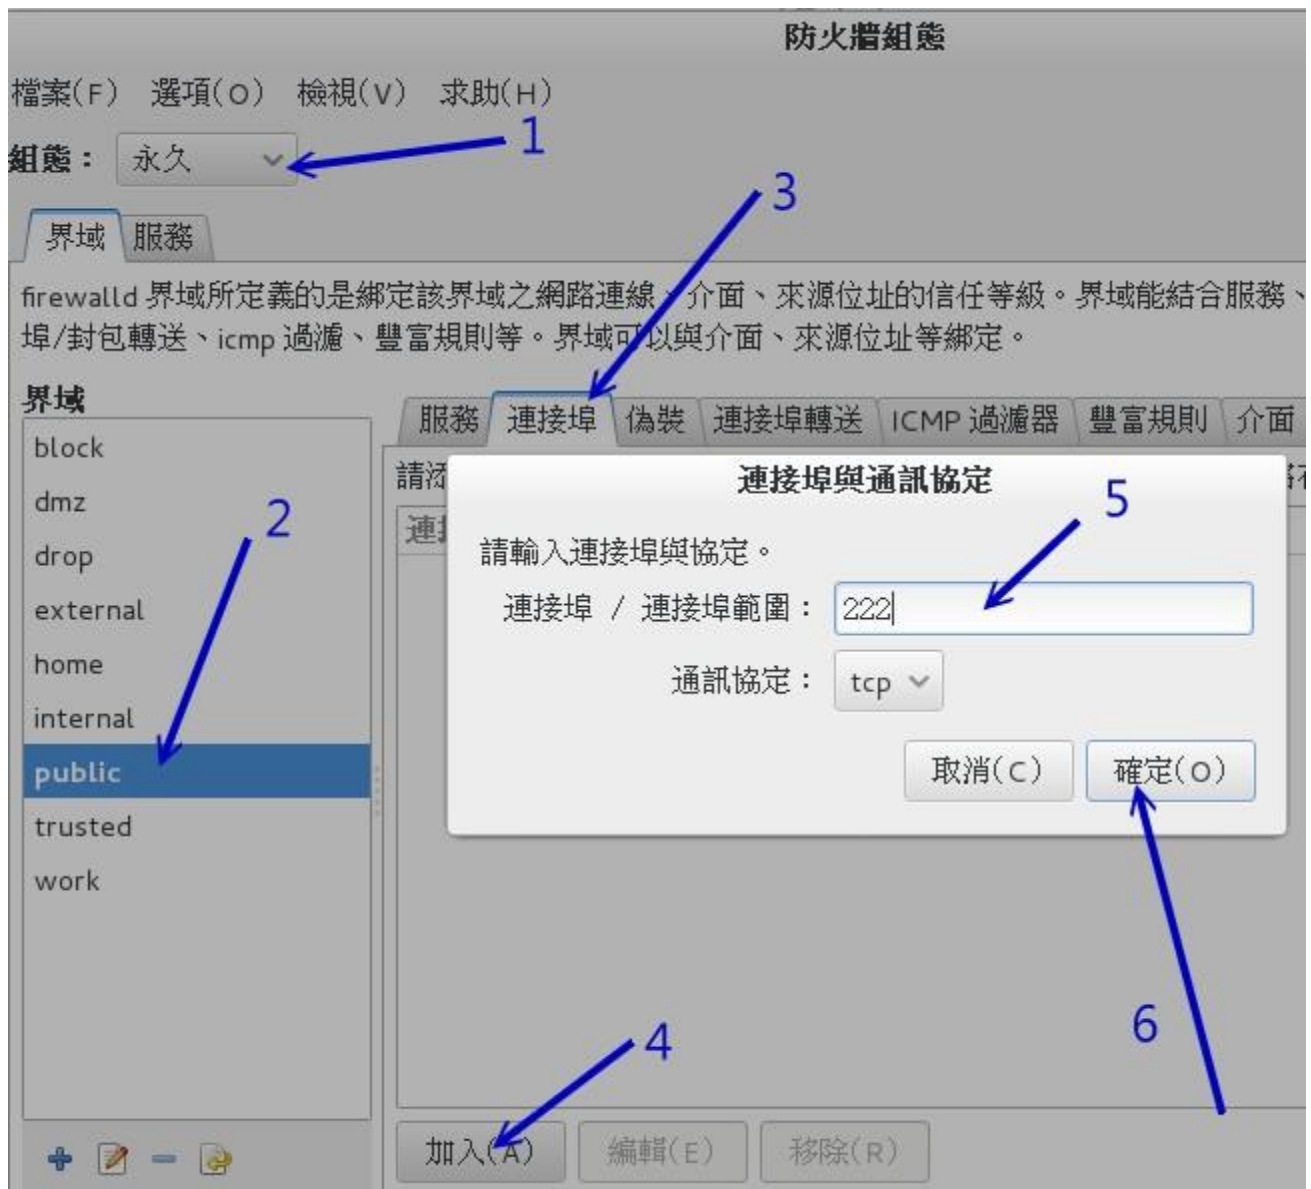 防火牆組態
檔案(F) 選項(O) 檢視(V) 求助(H)
1
組態： 永久
3
界域 服務
firewalld 界域所定義的是綁定該界域之網路連線、介面、來源位址的信任等級。界域能結合服務、
埠/封包轉送、icmp 過濾、豐富規則等。界域可以與介面、來源位址等綁定。
界域
服務 連接埠 偽裝 連接埠轉送 ICMP 過濾器 豐富規則 介面
block
dmz
drop
external
home
internal
public
trusted
work
2
請
連
連接埠與通訊協定
5
請輸入連接埠與協定。
連接埠 / 連接埠範圍： 222
通訊協定： tcp
取消(C) 確定(O)
6
4
加入(A) 編輯(E) 移除(R)